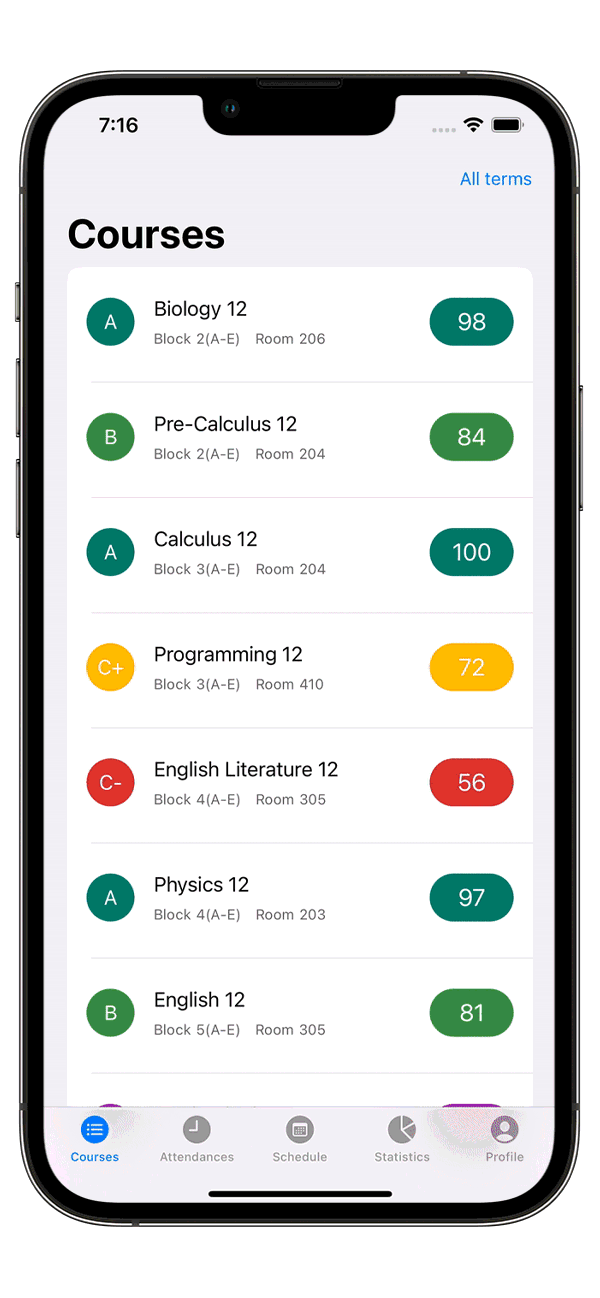 7:16
All terms
Courses
A
Biology 12
Block 2(A-E) Room 206
98
B
Pre-Calculus 12
Block 2(A-E) Room 204
84
A
Calculus 12
Block 3(A-E) Room 204
100
C+
Programming 12
Block 3(A-E) Room 410
72
C-
English Literature 12
Block 4(A-E) Room 305
56
A
Physics 12
Block 4(A-E) Room 203
97
B
English 12
Block 5(A-E) Room 305
81
Courses
Attendances
Schedule
Statistics
Profile